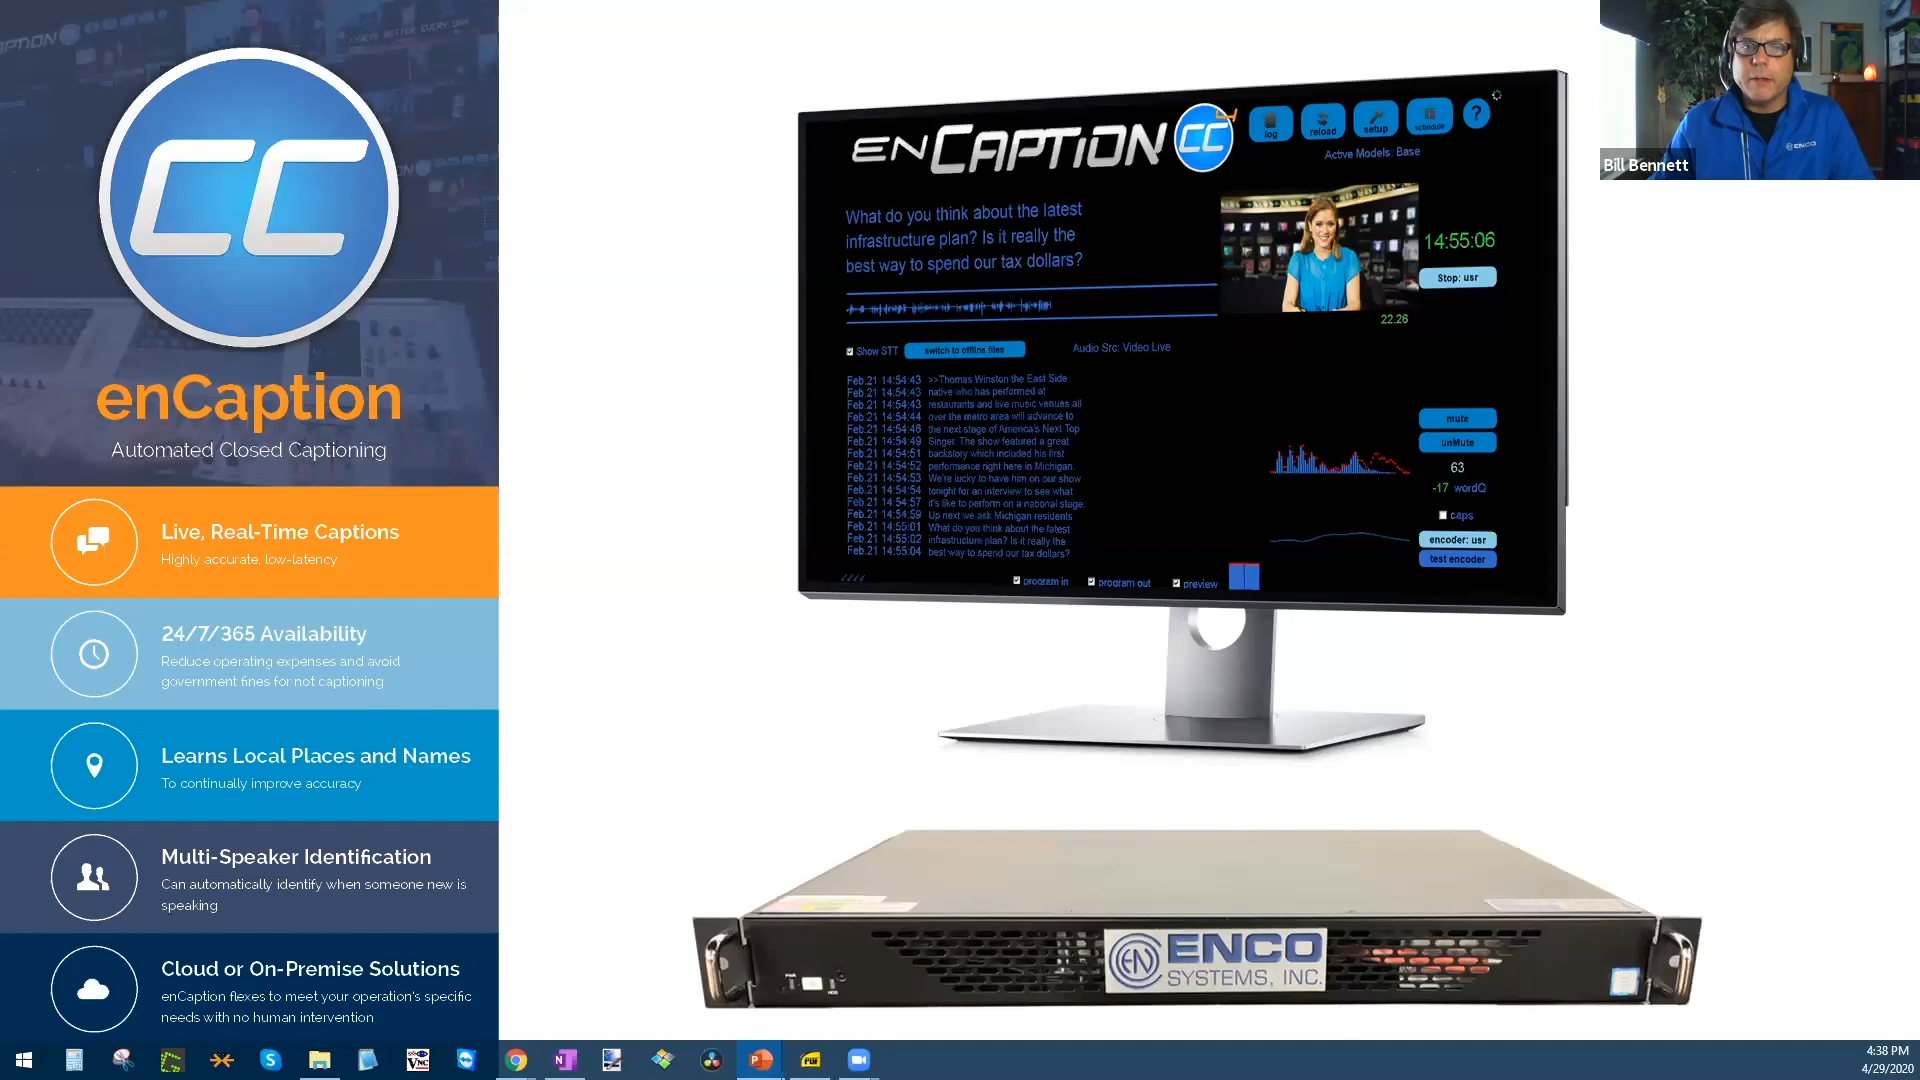 CC
enCaption
Automated Closed Captioning
Live, Real-Time Captions
Highly accurate, low-latency
24/7/365 Availability
Reduce operating expenses and avoid
government fines for not captioning
Learns Local Places and Names
To continually improve accuracy
Multi-Speaker Identification
Can automatically identify when someone new is
speaking
Cloud or On-Premise Solutions
enCaption flexes to meet your operation's specific
needs with no human intervention
ENCAPTION CC
log reload setup schedule ?
Active Models: Base
What do you think about the latest
infrastructure plan? Is it really the
best way to spend our tax dollars?
14:55:06
Stop: usr
22.26
Show STT switch to offline files Audio Src: Video Live
Feb.21 14:54:43 >>Thomas Winston the East Side
Feb.21 14:54:43 native who has performed at
Feb.21 14:54:43 restaurants and live music venues all
Feb.21 14:54:44 over the metro area will advance to
Feb.21 14:54:46 the next stage of America's Next Top
Feb.21 14:54:49 Singer. The show featured a great
Feb.21 14:54:51 backstory which included his first
Feb.21 14:54:52 performance right here in Michigan.
Feb.21 14:54:53 We're lucky to have him on our show
Feb.21 14:54:54 tonight for an interview to see what
Feb.21 14:54:57 it's like to perform on a national stage.
Feb.21 14:54:59 Up next we ask Michigan residents
Feb.21 14:55:01 What do you think about the latest
Feb.21 14:55:02 infrastructure plan? Is it really the
Feb.21 14:55:04 best way to spend our tax dollars?
mute
unMute
63
-17 wordQ
caps
encoder: usr
test encoder
program in program out preview
ENCO
SYSTEMS, INC.
ENCO
Bill Bennett
4:38 PM
4/29/2020